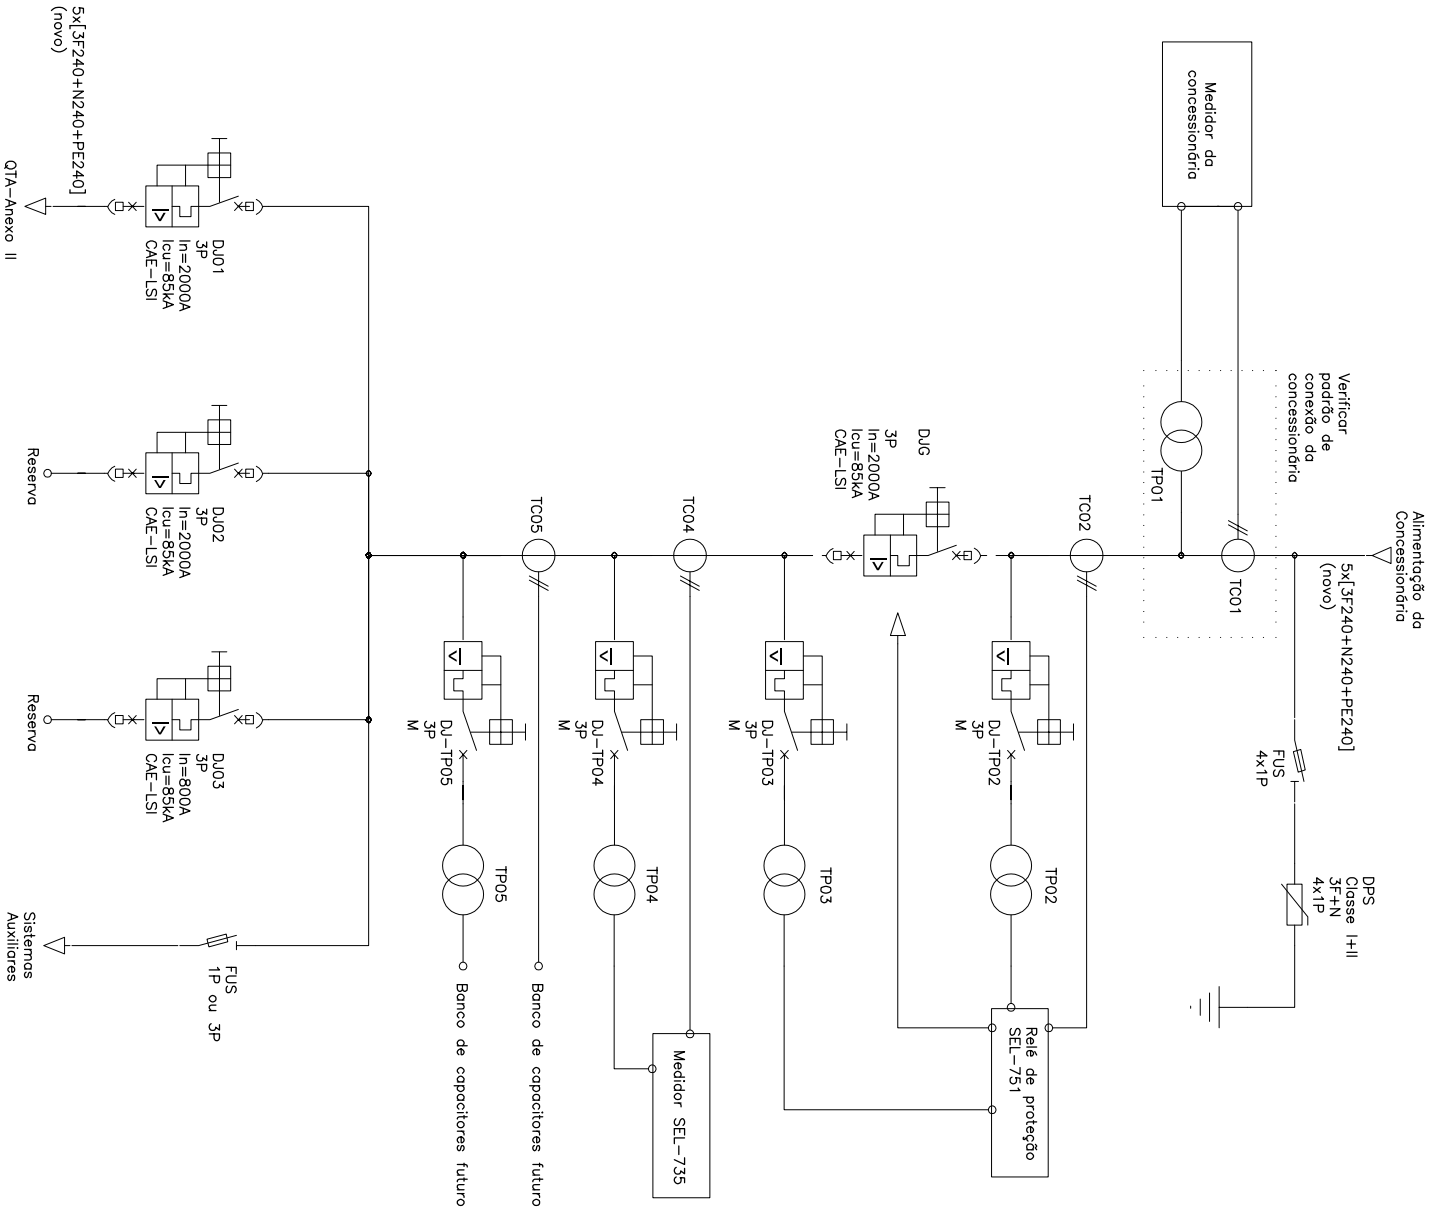 Alimentação da
Concessionária
5x[3F240+N240+PE240]
(novo)
Verificar
padrão de
conexão da
concessionária
Medidor da
concessionária
TC01
TP01
FUS
4x1P
DPS
Classe I+II
3F+N
4x1P
TC02
DJ-TP02
3P
M
TP02
Relé de proteção
SEL-751
DJG
3P
In=2000A
Icu=85kA
CAE-LSI
DJ-TP03
3P
M
TP03
TC04
DJ-TP04
3P
M
TP04
Medidor SEL-735
TC05
Banco de capacitores futuro
DJ-TP05
3P
M
TP05
Banco de capacitores futuro
DJ01
3P
In=2000A
Icu=85kA
CAE-LSI
5x[3F240+N240+PE240]
(novo)
QTA-Anexo II
DJ02
3P
In=2000A
Icu=85kA
CAE-LSI
Reserva
DJ03
3P
In=800A
Icu=85kA
CAE-LSI
Reserva
FUS
1P ou 3P
Sistemas
Auxiliares